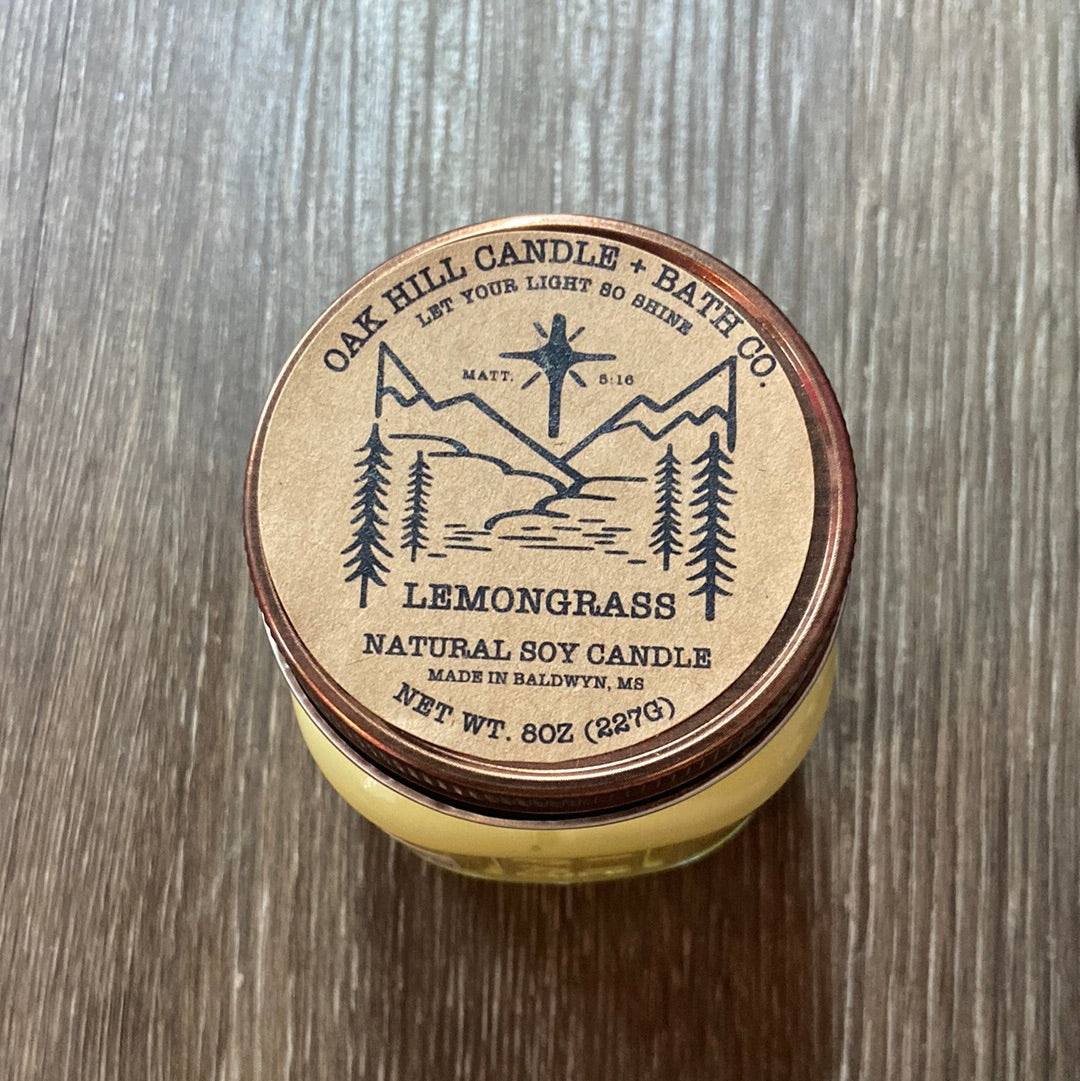 OAK HILL CANDLE + BATH CO.
LET YOUR LIGHT SO SHINE
MATT. 5:16
LEMONGRASS
NATURAL SOY CANDLE
MADE IN BALDWYN, MS
NET WT. 8OZ (227G)